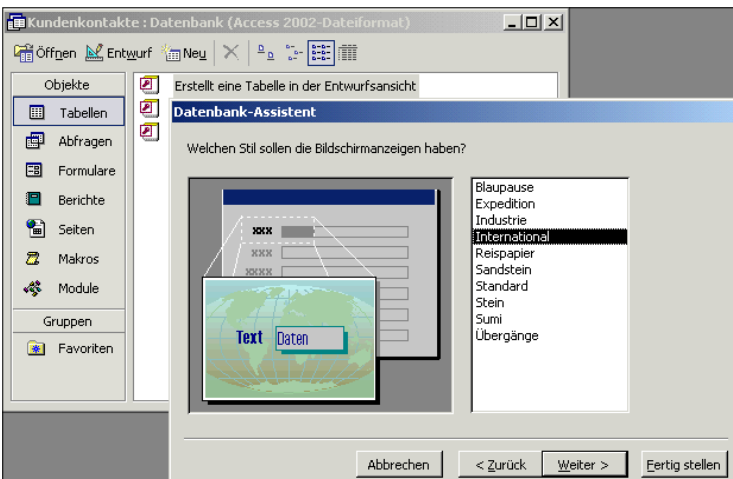 Kundenkontakte : Datenbank (Access 2002-Dateiformat)
Öffnen Entwurf Neu
Objekte
Tabellen
Abfragen
Formulare
Berichte
Seiten
Makros
Module
Gruppen
Favoriten
Erstellt eine Tabelle in der Entwurfsansicht
Datenbank-Assistent
Welchen Stil sollen die Bildschirmanzeigen haben?
xxx
xxx
xxxx
Text Daten
Blaupause
Expedition
Industrie
International
Reispapier
Sandstein
Standard
Stein
Sumi
Übergänge
Abbrechen < Zurück Weiter > Fertig stellen